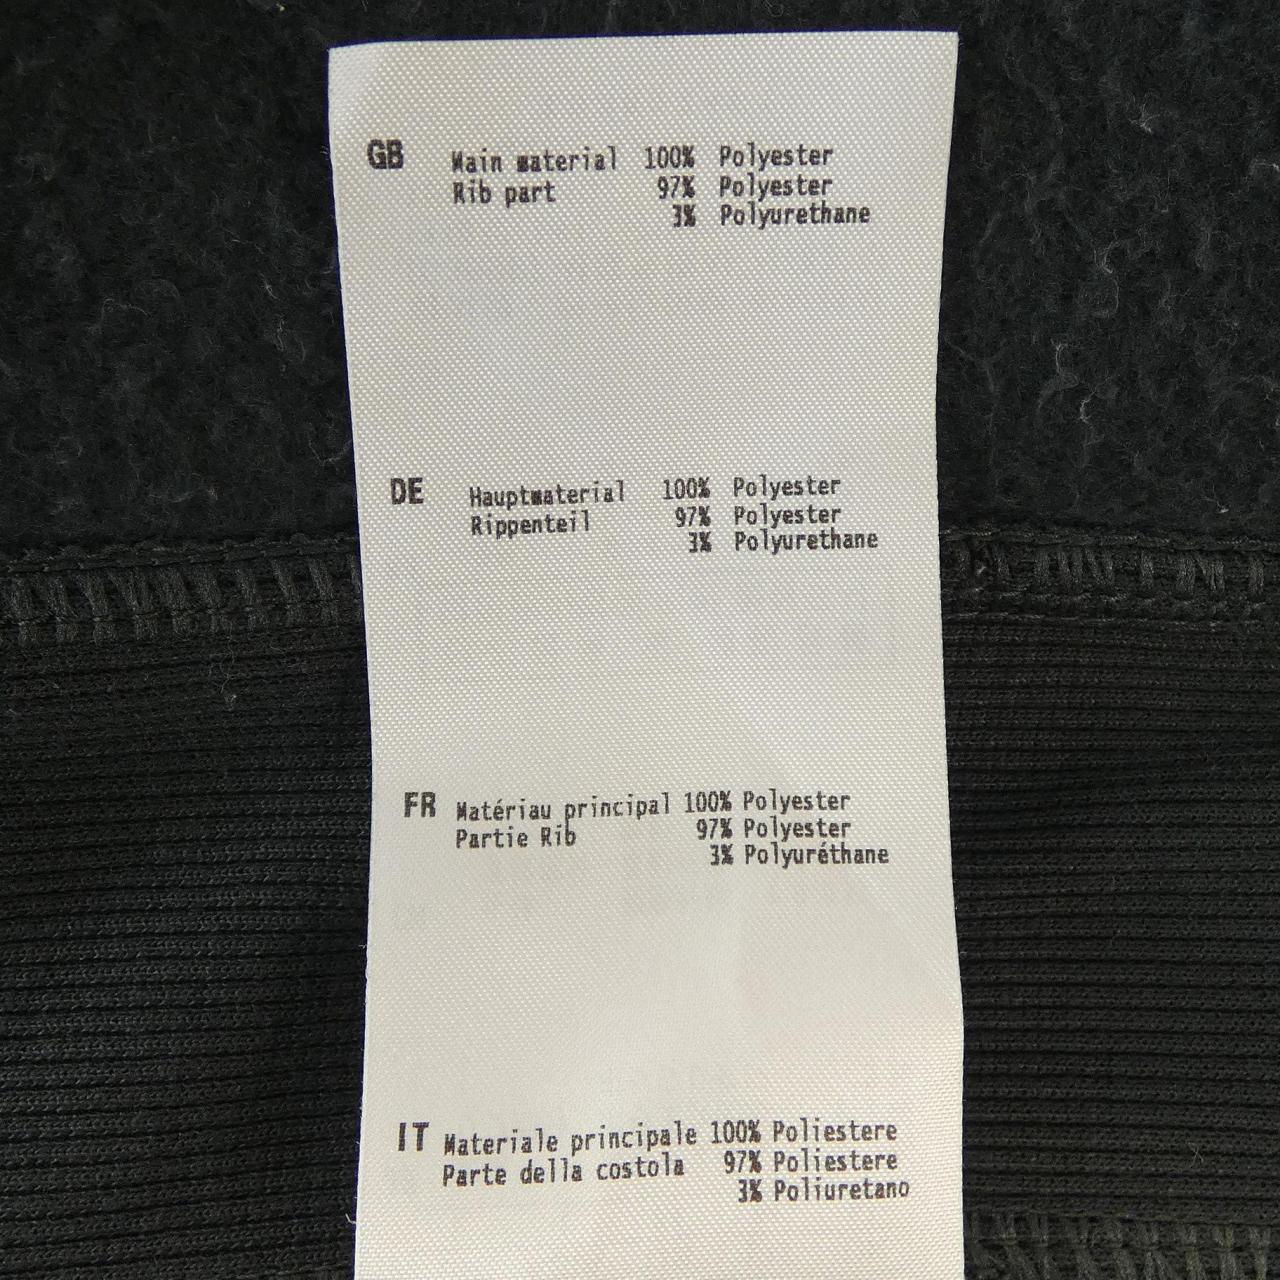 GB Main material 100% Polyester
Rib part 97% Polyester
3% Polyurethane
DE Hauptmaterial 100% Polyester
Rippenteil 97% Polyester
3% Polyurethane
FR Matériau principal 100% Polyester
Partie Rib 97% Polyester
3% Polyuréthane
IT Materiale principale 100% Poliestere
Parte della costola 97% Poliestere
3% Poliuretano